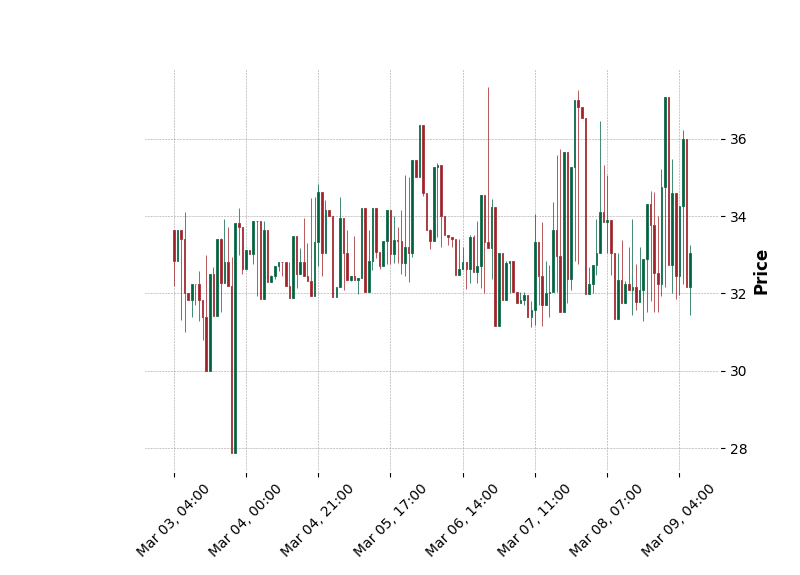 36
34
32
30
28
Price
Mar 03, 04:00
Mar 04, 00:00
Mar 04, 21:00
Mar 05, 17:00
Mar 06, 14:00
Mar 07, 11:00
Mar 08, 07:00
Mar 09, 04:00